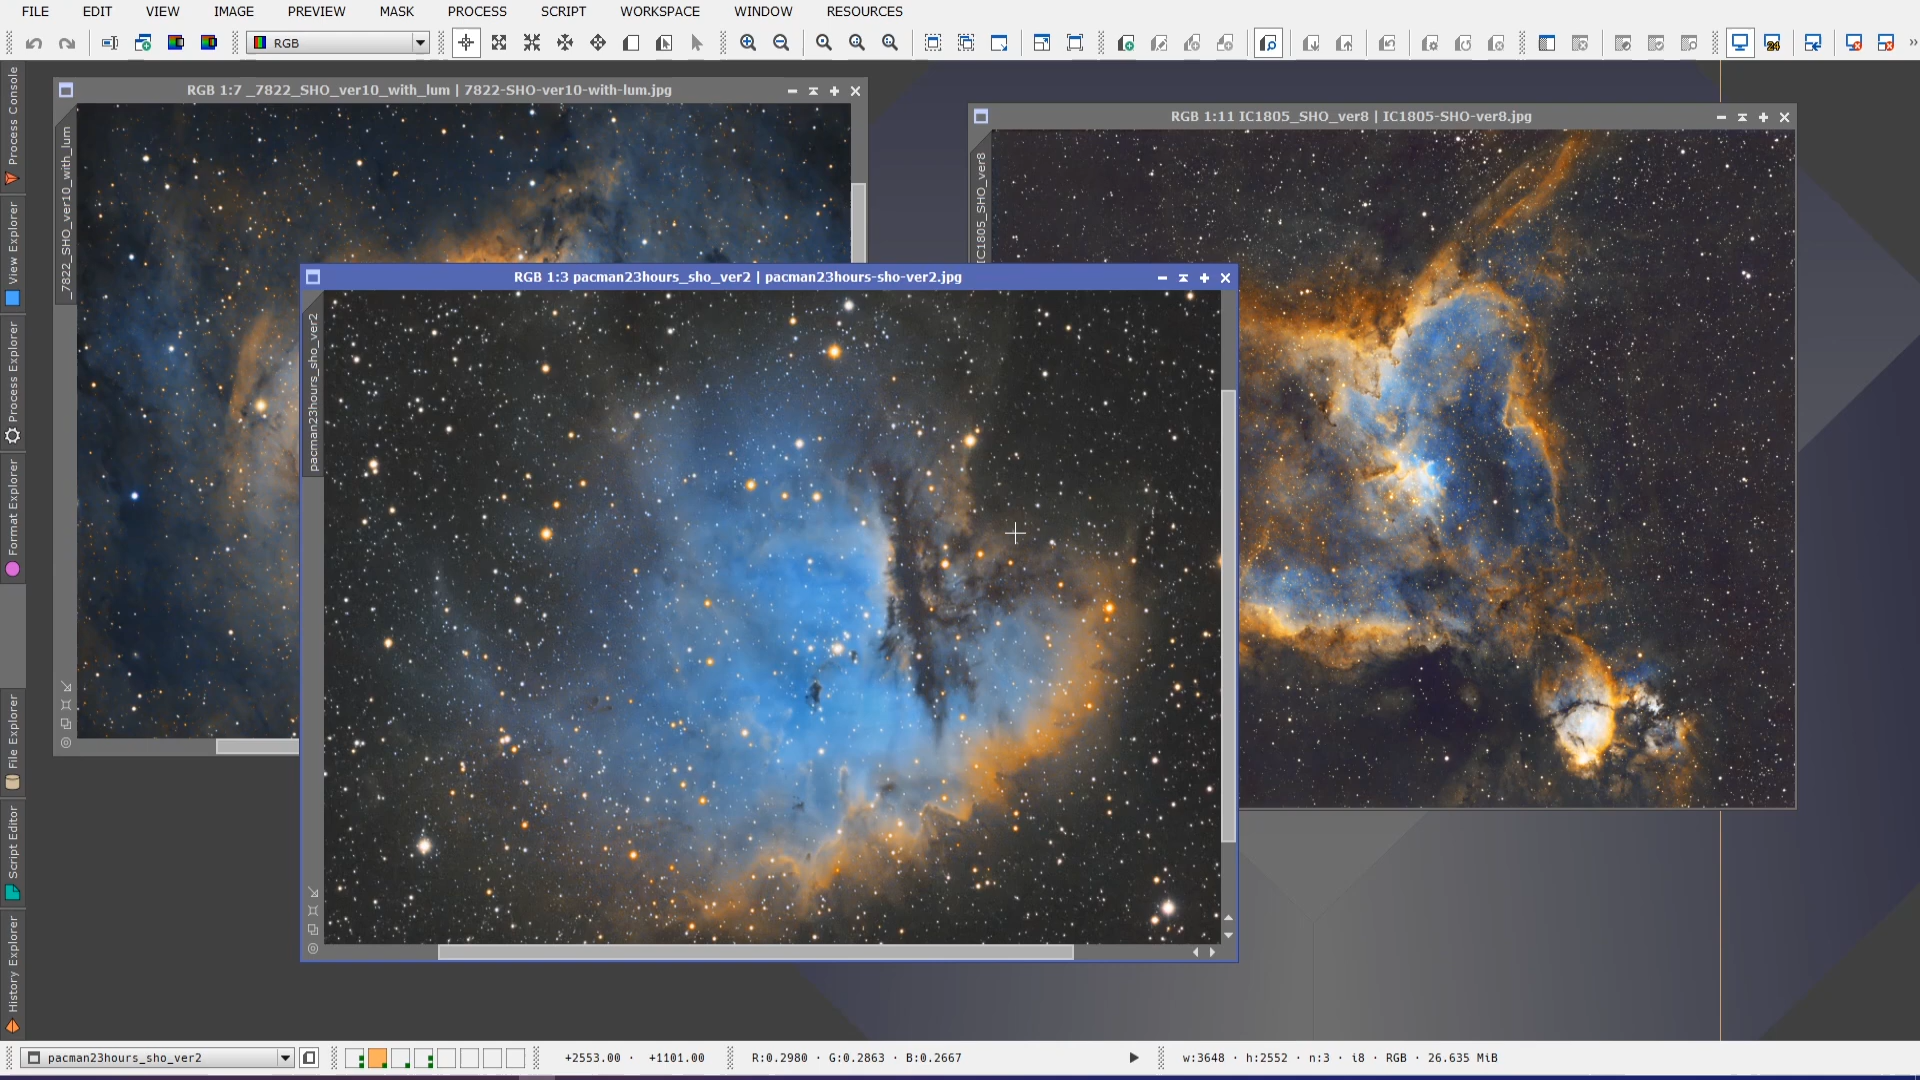 FILE EDIT VIEW IMAGE PREVIEW MASK PROCESS SCRIPT WORKSPACE WINDOW RESOURCES
RGB
24
Process Console
View Explorer
Process Explorer
Format Explorer
File Explorer
Script Editor
History Explorer
RGB 1:7 _7822_SHO_ver10_with_lum | 7822-SHO-ver10-with-lum.jpg
_7822_SHO_ver10_with_lum
RGB 1:11 IC1805_SHO_ver8 | IC1805-SHO-ver8.jpg
IC1805_SHO_ver8
RGB 1:3 pacman23hours_sho_ver2 | pacman23hours-sho-ver2.jpg
pacman23hours_sho_ver2
pacman23hours_sho_ver2
+2553.00 · +1101.00
R:0.2980 · G:0.2863 · B:0.2667
w:3648 · h:2552 · n:3 · i8 · RGB · 26.635 MiB